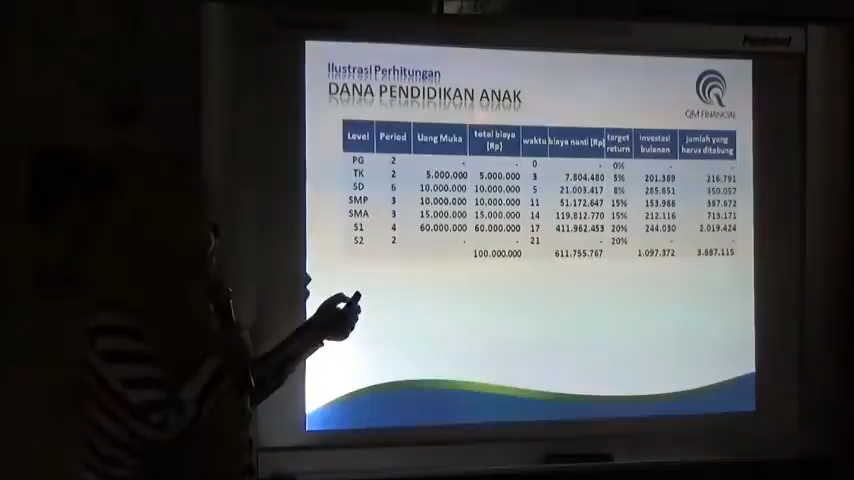 Panaboard
Ilustrasi Perhitungan
DANA PENDIDIKAN ANAK
QM FINANCIAL
Level Period Uang Muka total biaya (Rp) waktu biaya nanti (Rp) target return investasi bulanan jumlah yang harus ditabung
PG 2 - - 0 - 0% - -
TK 2 5.000.000 5.000.000 3 7.804.480 5% 201.389 216.791
SD 6 10.000.000 10.000.000 5 21.003.417 8% 285.851 350.057
SMP 3 10.000.000 10.000.000 11 51.172.647 15% 153.986 387.672
SMA 3 15.000.000 15.000.000 14 119.812.770 15% 212.116 713.171
S1 4 60.000.000 60.000.000 17 411.962.453 20% 244.030 2.019.424
S2 2 - - 21 - 20% - -
100.000.000 611.755.767 1.097.372 3.687.115